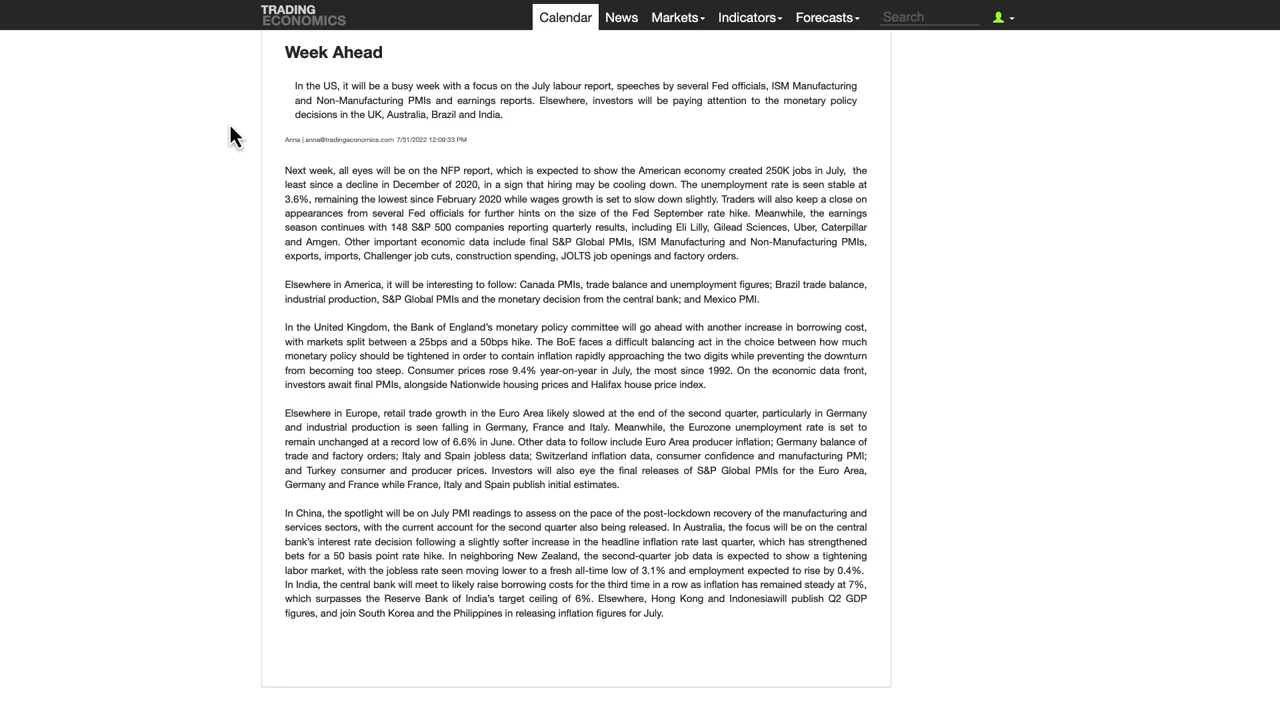 TRADING
ECONOMICS
Calendar News Markets Indicators Forecasts Search
Week Ahead
In the US, it will be a busy week with a focus on the July labour report, speeches by several Fed officials, ISM Manufacturing
and Non-Manufacturing PMIs and earnings reports. Elsewhere, investors will be paying attention to the monetary policy
decisions in the UK, Australia, Brazil and India.
Anna | anna@tradingeconomics.com 7/31/2022 12:09:33 PM
Next week, all eyes will be on the NFP report, which is expected to show the American economy created 250K jobs in July, the
least since a decline in December of 2020, in a sign that hiring may be cooling down. The unemployment rate is seen stable at
3.6%, remaining the lowest since February 2020 while wages growth is set to slow down slightly. Traders will also keep a close on
appearances from several Fed officials for further hints on the size of the Fed September rate hike. Meanwhile, the earnings
season continues with 148 S&P 500 companies reporting quarterly results, including Eli Lilly, Gilead Sciences, Uber, Caterpillar
and Amgen. Other important economic data include final S&P Global PMIs, ISM Manufacturing and Non-Manufacturing PMIs,
exports, imports, Challenger job cuts, construction spending, JOLTS job openings and factory orders.
Elsewhere in America, it will be interesting to follow: Canada PMIs, trade balance and unemployment figures; Brazil trade balance,
industrial production, S&P Global PMIs and the monetary decision from the central bank; and Mexico PMI.
In the United Kingdom, the Bank of England's monetary policy committee will go ahead with another increase in borrowing cost,
with markets split between a 25bps and a 50bps hike. The BoE faces a difficult balancing act in the choice between how much
monetary policy should be tightened in order to contain inflation rapidly approaching the two digits while preventing the downturn
from becoming too steep. Consumer prices rose 9.4% year-on-year in July, the most since 1992. On the economic data front,
investors await final PMIs, alongside Nationwide housing prices and Halifax house price index.
Elsewhere in Europe, retail trade growth in the Euro Area likely slowed at the end of the second quarter, particularly in Germany
and industrial production is seen falling in Germany, France and Italy. Meanwhile, the Eurozone unemployment rate is set to
remain unchanged at a record low of 6.6% in June. Other data to follow include Euro Area producer inflation; Germany balance of
trade and factory orders; Italy and Spain jobless data; Switzerland inflation data, consumer confidence and manufacturing PMI;
and Turkey consumer and producer prices. Investors will also eye the final releases of S&P Global PMIs for the Euro Area,
Germany and France while France, Italy and Spain publish initial estimates.
In China, the spotlight will be on July PMI readings to assess on the pace of the post-lockdown recovery of the manufacturing and
services sectors, with the current account for the second quarter also being released. In Australia, the focus will be on the central
bank's interest rate decision following a slightly softer increase in the headline inflation rate last quarter, which has strengthened
bets for a 50 basis point rate hike. In neighboring New Zealand, the second-quarter job data is expected to show a tightening
labor market, with the jobless rate seen moving lower to a fresh all-time low of 3.1% and employment expected to rise by 0.4%.
In India, the central bank will meet to likely raise borrowing costs for the third time in a row as inflation has remained steady at 7%,
which surpasses the Reserve Bank of India's target ceiling of 6%. Elsewhere, Hong Kong and Indonesiawill publish Q2 GDP
figures, and join South Korea and the Philippines in releasing inflation figures for July.